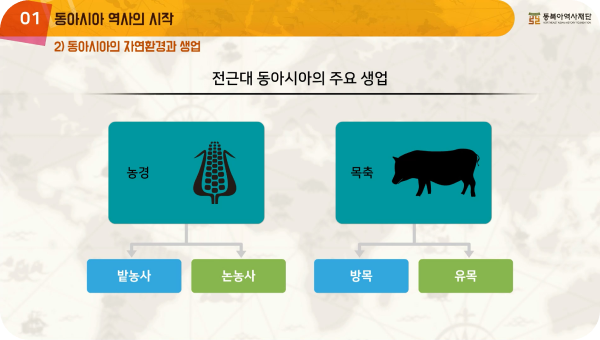 01 동아시아 역사의 시작
동북아역사재단
2) 동아시아의 자연환경과 생업
전근대 동아시아의 주요 생업
농경
목축
밭농사
논농사
방목
유목